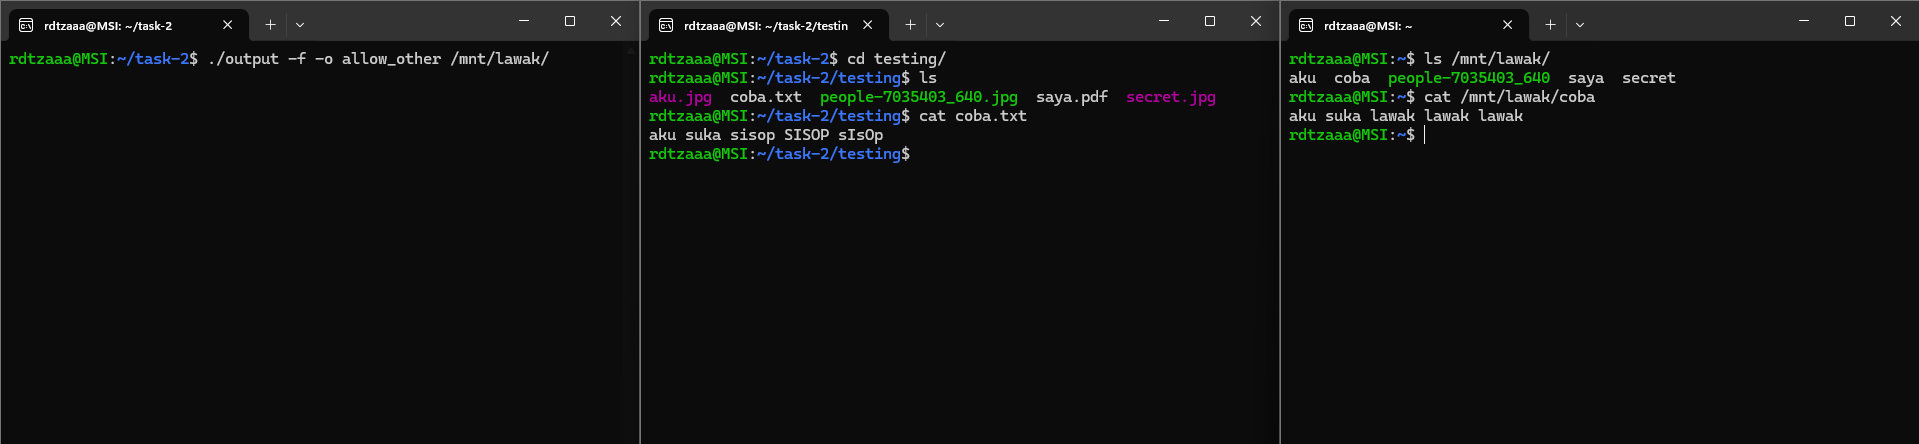 rdtzaaa@MSI: ~/task-2
rdtzaaa@MSI:~/task-2$ ./output -f -o allow_other /mnt/lawak/
rdtzaaa@MSI: ~/task-2/testin
rdtzaaa@MSI:~/task-2$ cd testing/
rdtzaaa@MSI:~/task-2/testing$ ls
aku.jpg  coba.txt  people-7035403_640.jpg  saya.pdf  secret.jpg
rdtzaaa@MSI:~/task-2/testing$ cat coba.txt
aku suka sisop SISOP sIsOp
rdtzaaa@MSI:~/task-2/testing$
rdtzaaa@MSI: ~
rdtzaaa@MSI:~$ ls /mnt/lawak/
aku  coba  people-7035403_640  saya  secret
rdtzaaa@MSI:~$ cat /mnt/lawak/coba
aku suka lawak lawak lawak
rdtzaaa@MSI:~$